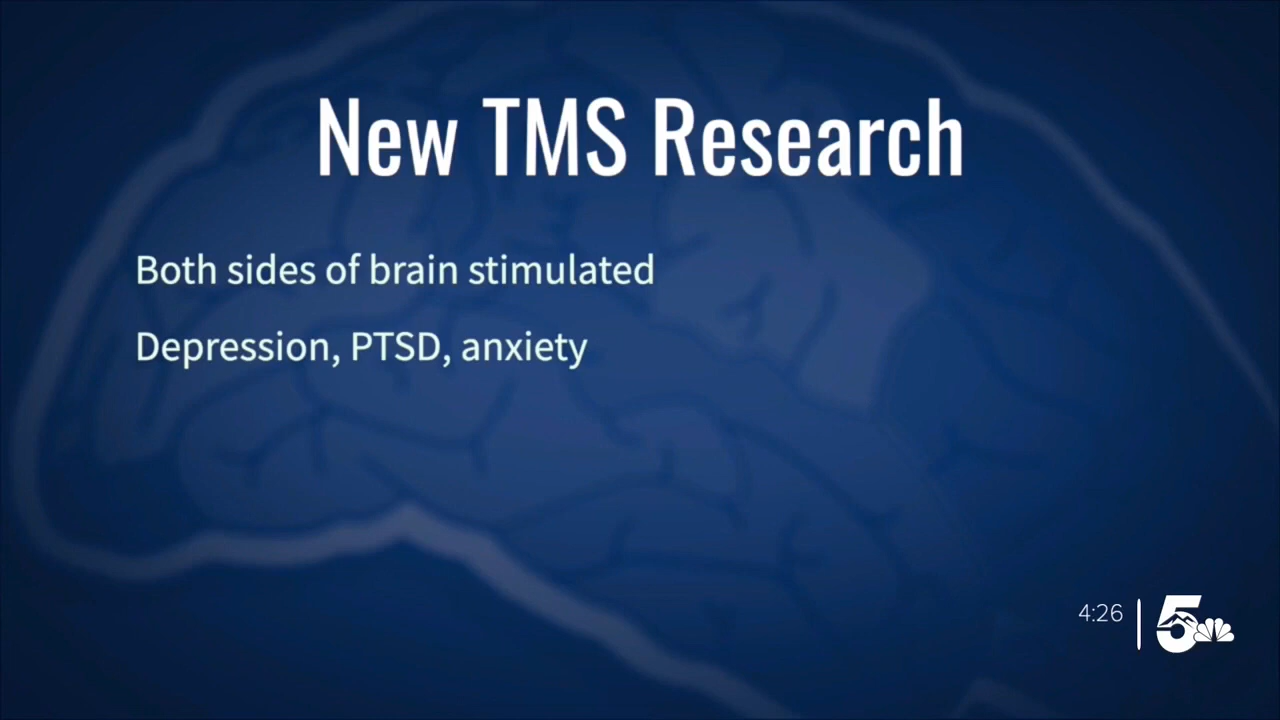 New TMS Research
Both sides of brain stimulated
Depression, PTSD, anxiety
4:26
5